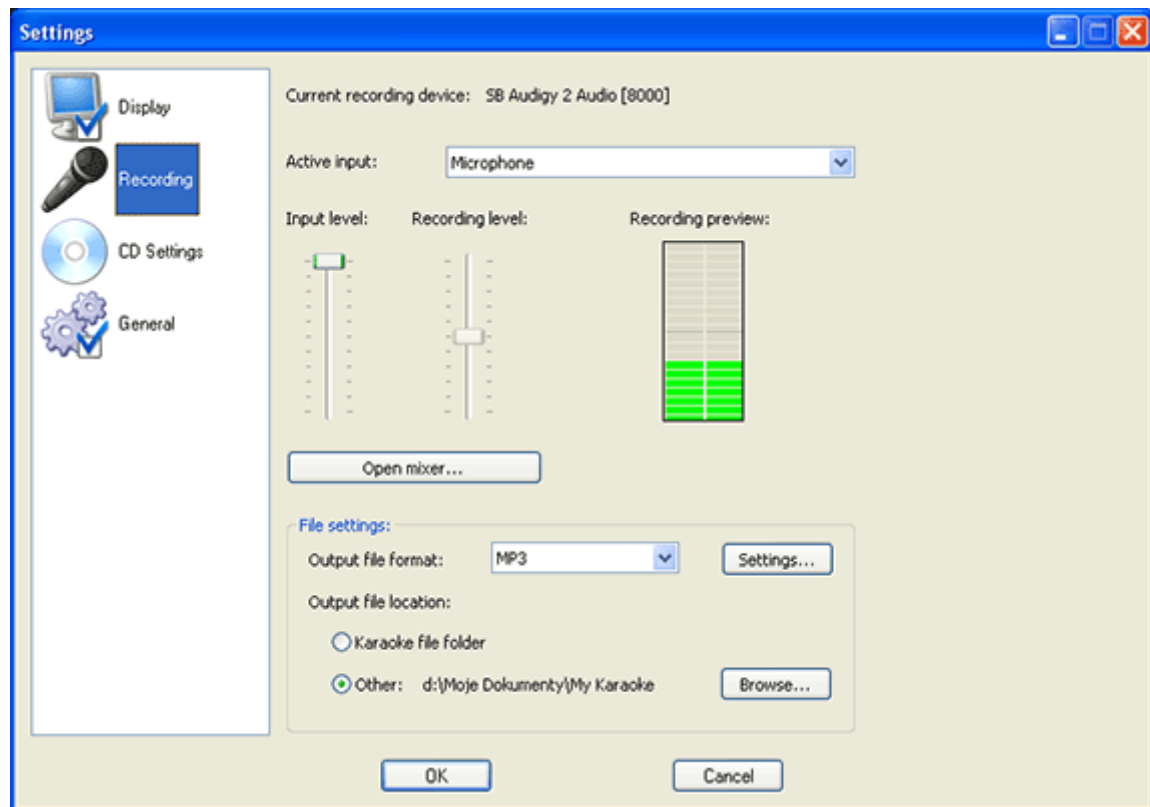 Settings
Display
Recording
CD Settings
General
Current recording device: SB Audigy 2 Audio [8000]
Active input: Microphone
Input level: Recording level: Recording preview:
Open mixer...
File settings:
Output file format: MP3 Settings...
Output file location:
Karaoke file folder
Other: d:\Moje Dokumenty\My Karaoke Browse...
OK Cancel